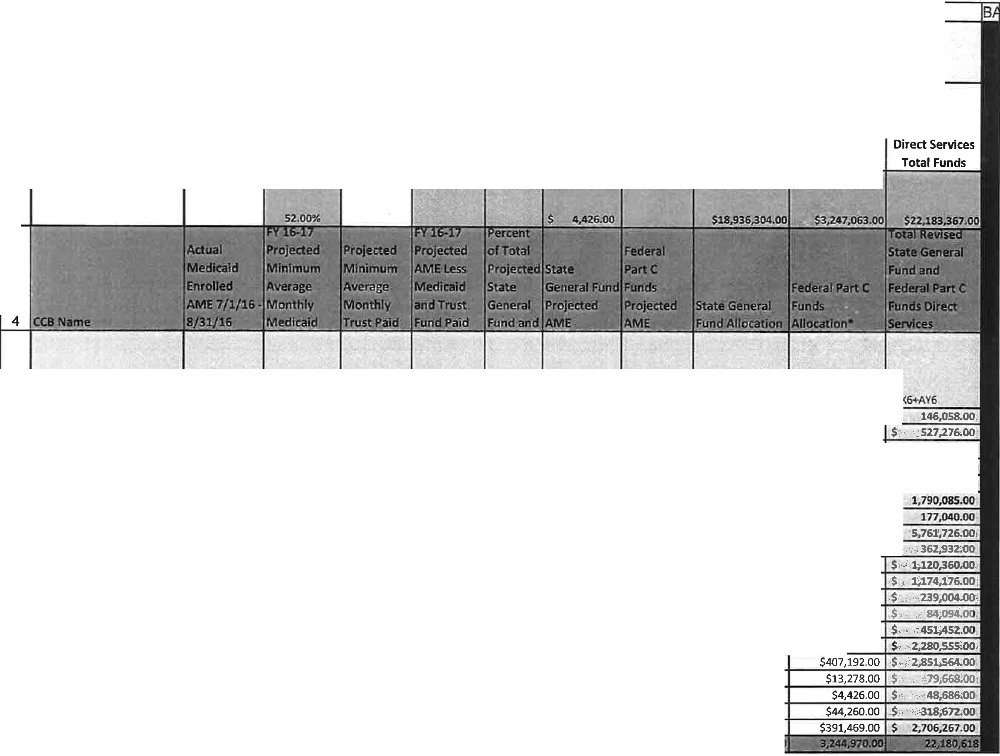 BA
Direct Services
Total Funds
52.00% $ 4,426.00 $18,936,304.00 $3,247,063.00 $22,183,367.00
4 CCB Name
Actual
Medicaid
Enrolled
AME 7/1/16 -
8/31/16
FY 16-17
Projected
Minimum
Average
Monthly
Medicaid
Projected
Minimum
Average
Monthly
Trust Paid
FY 16-17
Projected
AME Less
Medicaid
and Trust
Fund Paid
Percent
of Total
Projected
State
General
Fund and
State
General Fund
Projected
AME
Federal
Part C
Funds
Projected
AME
State General
Fund Allocation
Federal Part C
Funds
Allocation*
Total Revised
State General
Fund and
Federal Part C
Funds Direct
Services
6+AY6
146,058.00
$ 527,276.00
1,790,085.00
177,040.00
5,761,726.00
362,932.00
$ 1,120,360.00
$ 1,174,176.00
$ 239,004.00
$ 84,094.00
$ 451,452.00
$ 2,280,555.00
$407,192.00 $ 2,851,564.00
$13,278.00 $ 79,668.00
$4,426.00 $ 48,686.00
$44,260.00 $ 318,672.00
$391,469.00 $ 2,706,267.00
3,244,970.00 22,180,618